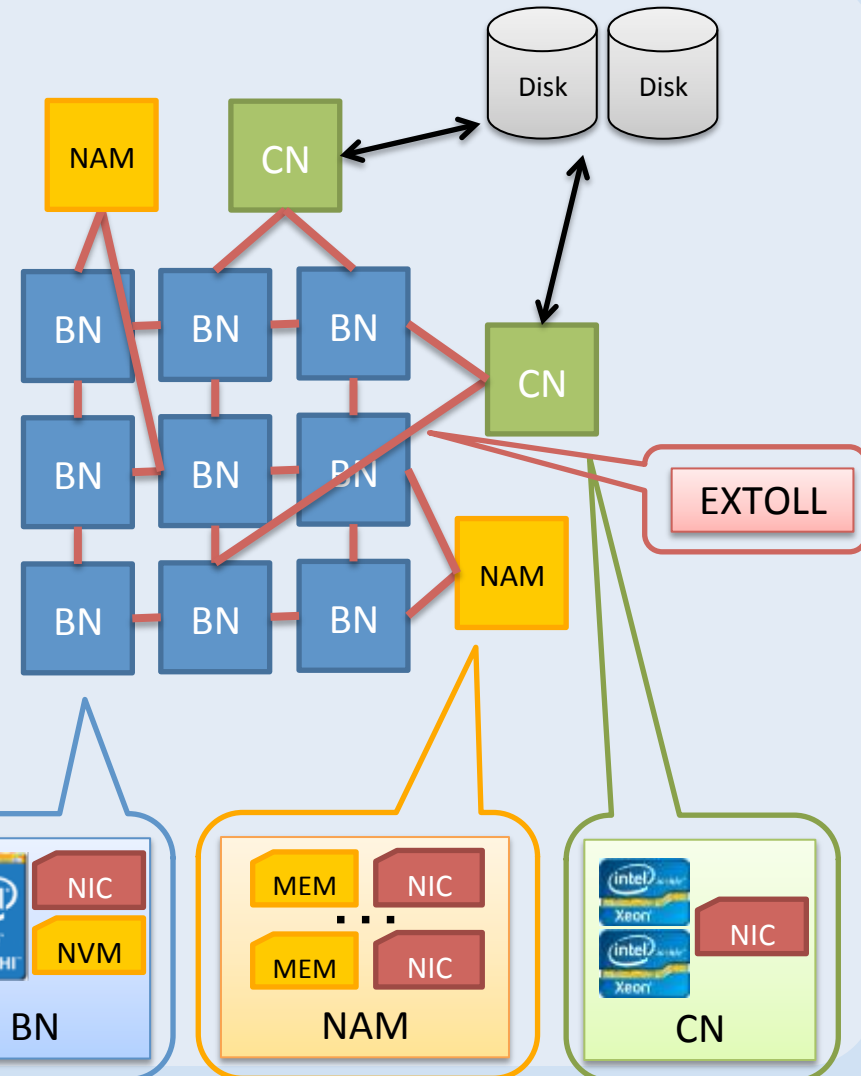 Disk Disk
NAM CN
BN BN BN
CN
BN BN BN
EXTOLL
NAM
BN BN BN
NIC
NVM
HI
BN
MEM NIC
...
MEM NIC
NAM
intel
Xeon
NIC
intel
Xeon
CN